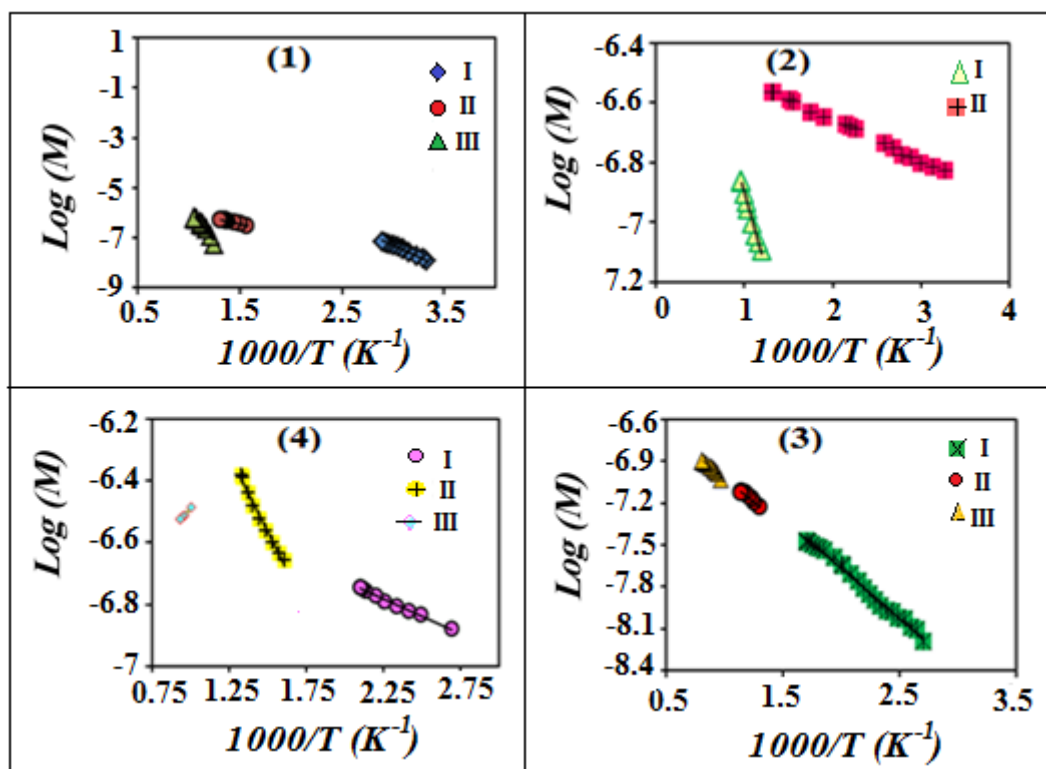 (1)
Log (M)
1
-1
-3
-5
-7
-9
0.5 1.5 2.5 3.5
1000/T (K⁻¹)
I
II
III
(2)
Log (M)
-6.4
-6.6
-6.8
-7
7.2
0 1 2 3 4
1000/T (K⁻¹)
I
II
(4)
Log (M)
-6.2
-6.4
-6.6
-6.8
-7
0.75 1.25 1.75 2.25 2.75
1000/T (K⁻¹)
I
II
III
(3)
Log (M)
-6.6
-6.9
-7.2
-7.5
-7.8
-8.1
-8.4
0.5 1.5 2.5 3.5
1000/T (K⁻¹)
I
II
III